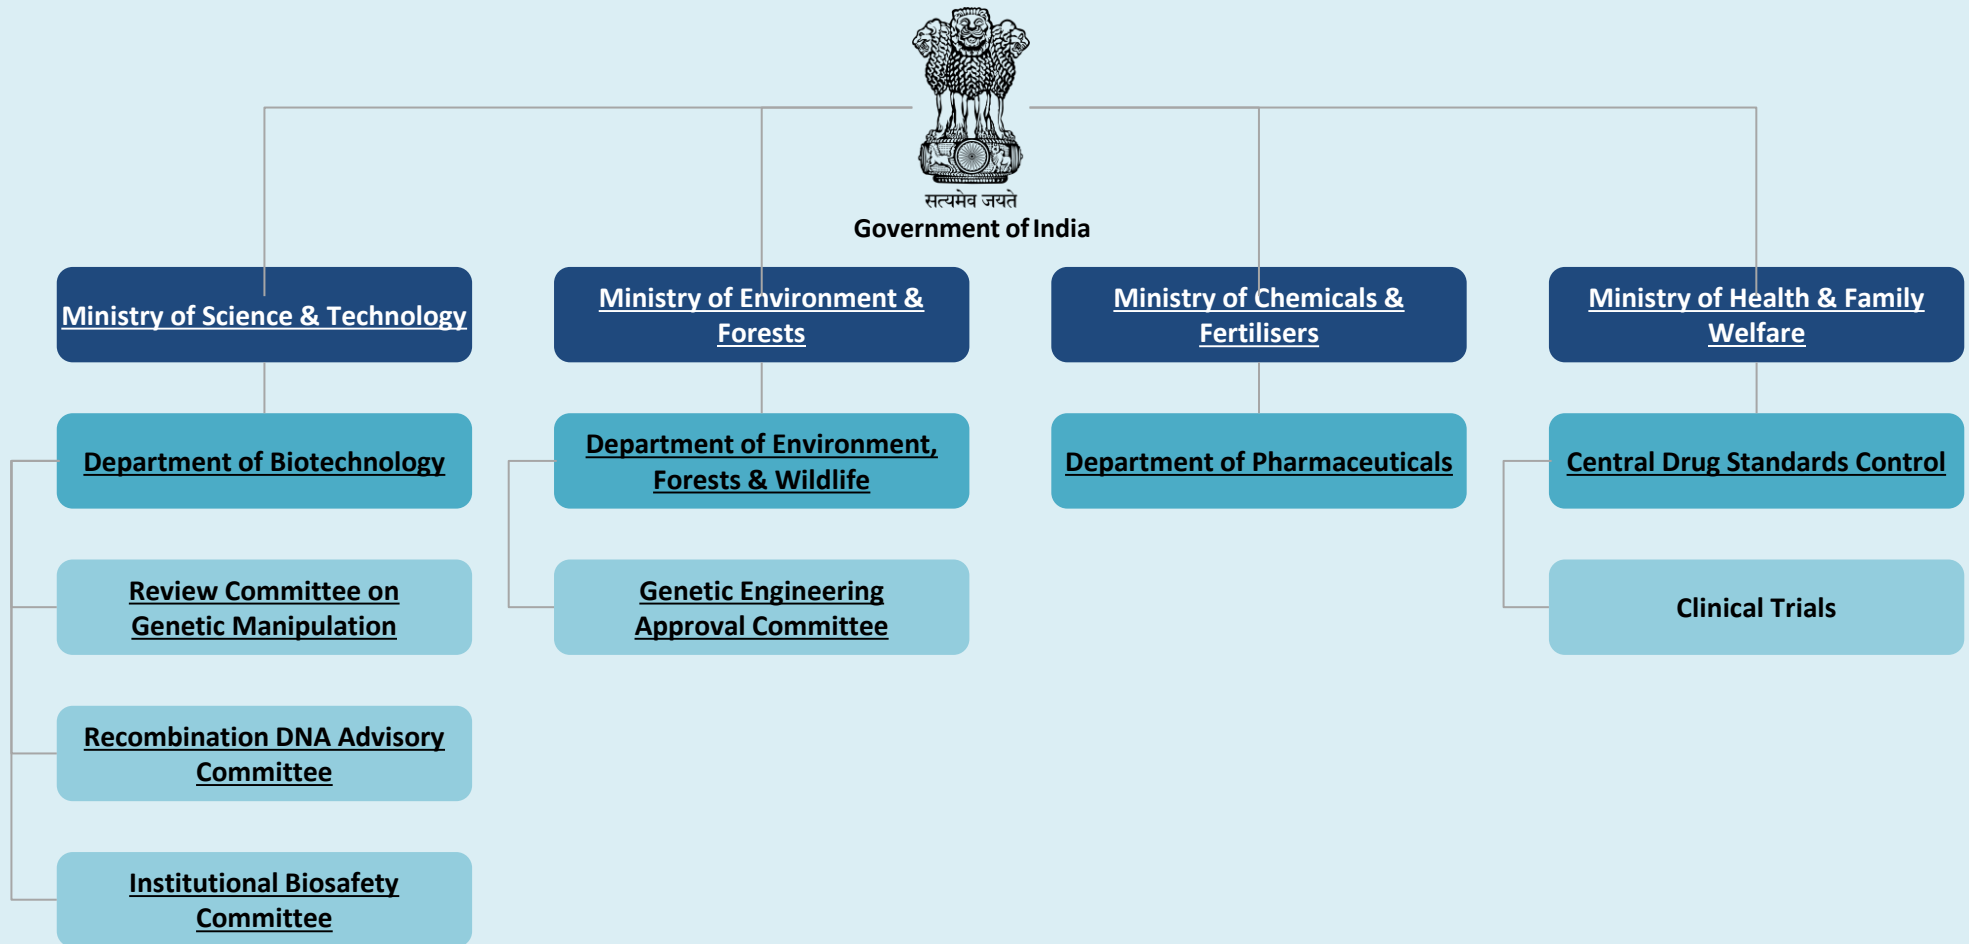 सत्यमेव जयते
Government of India
Ministry of Science & Technology
Ministry of Environment &
Forests
Ministry of Chemicals &
Fertilisers
Ministry of Health & Family
Welfare
Department of Biotechnology
Department of Environment,
Forests & Wildlife
Department of Pharmaceuticals
Central Drug Standards Control
Review Committee on
Genetic Manipulation
Genetic Engineering
Approval Committee
Clinical Trials
Recombination DNA Advisory
Committee
Institutional Biosafety
Committee